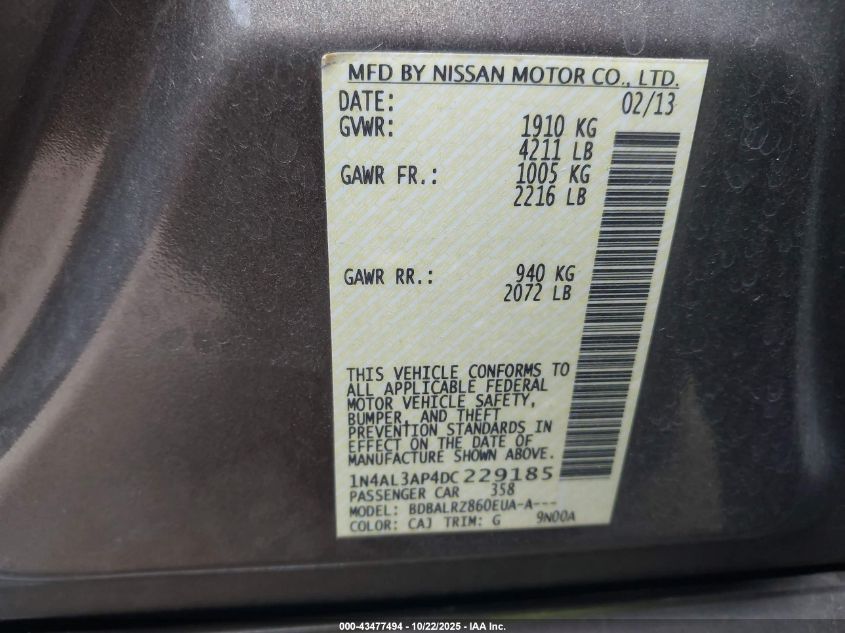 MFD BY NISSAN MOTOR CO., LTD.
DATE: 02/13
GVWR: 1910 KG
4211 LB
GAWR FR.: 1005 KG
2216 LB
GAWR RR.: 940 KG
2072 LB
THIS VEHICLE CONFORMS TO
ALL APPLICABLE FEDERAL
MOTOR VEHICLE SAFETY,
BUMPER, AND THEFT
PREVENTION STANDARDS IN
EFFECT ON THE DATE OF
MANUFACTURE SHOWN ABOVE.
1N4AL3AP4DC229185
PASSENGER CAR 358
MODEL: BDBALRZ860EUA-A---
COLOR: CAJ TRIM: G 9N00A
000-43477494 - 10/22/2025 - IAA Inc.